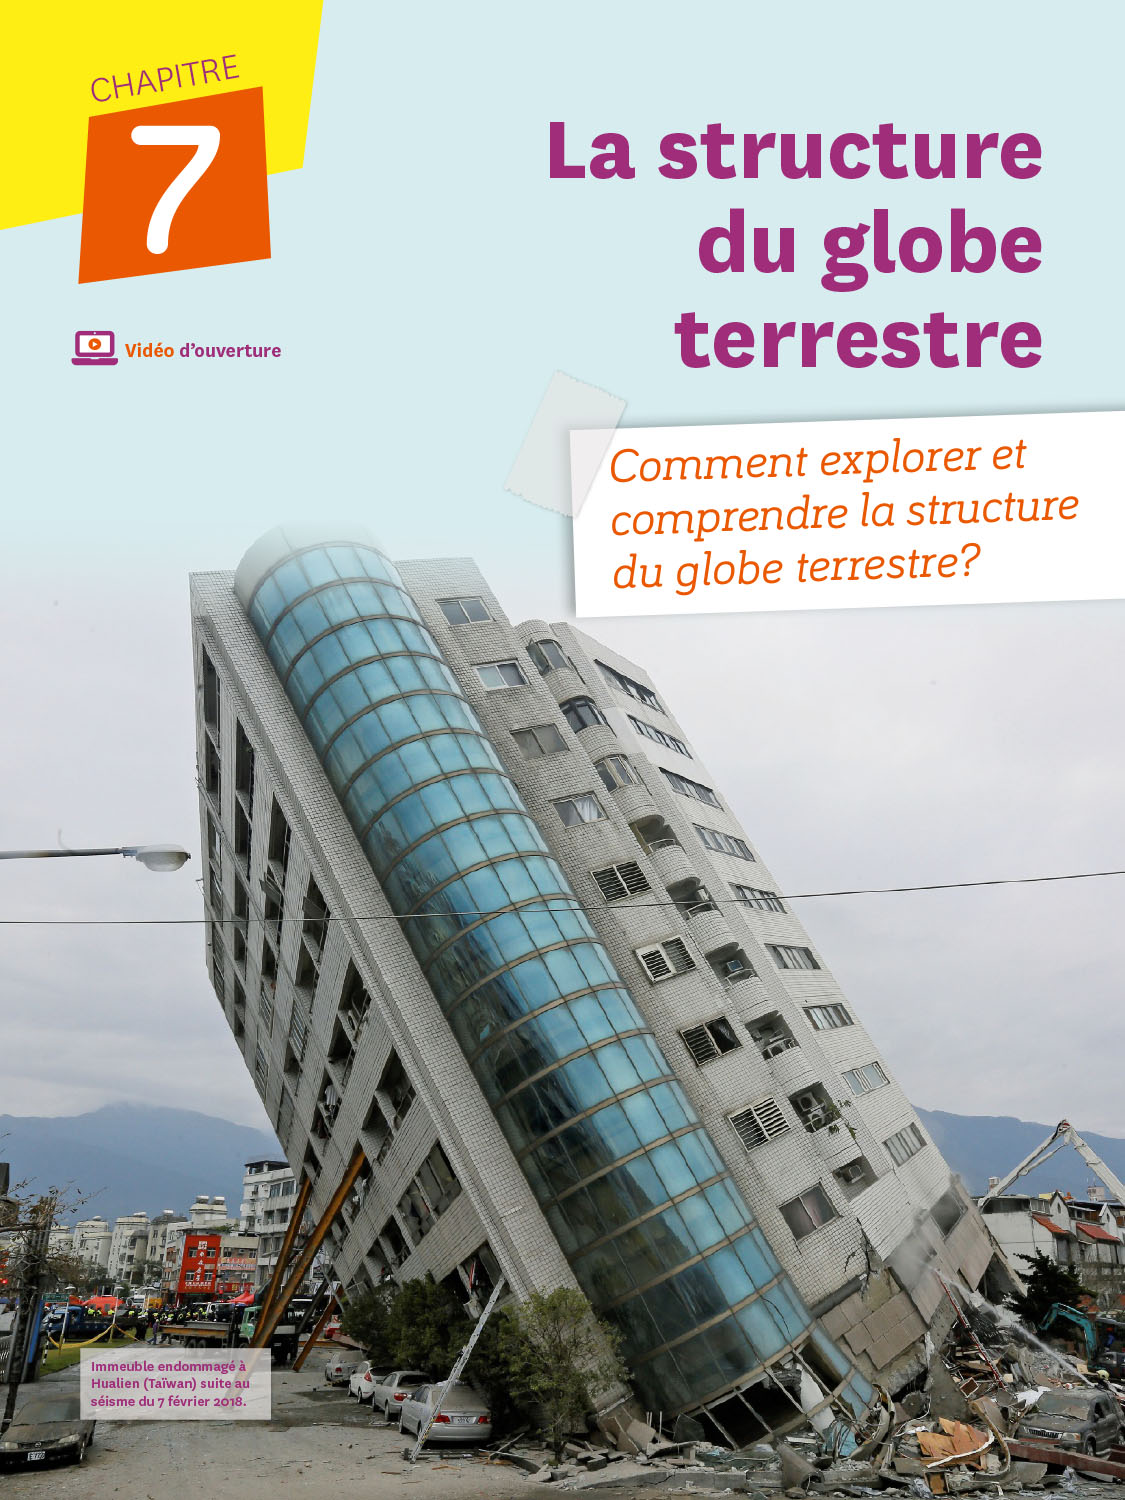 CHAPITRE
7
La structure
du globe
terrestre
Vidéo d'ouverture
Comment explorer et
comprendre la structure
du globe terrestre?
Immeuble endommagé à
Hualien (Taïwan) suite au
séisme du 7 février 2018.